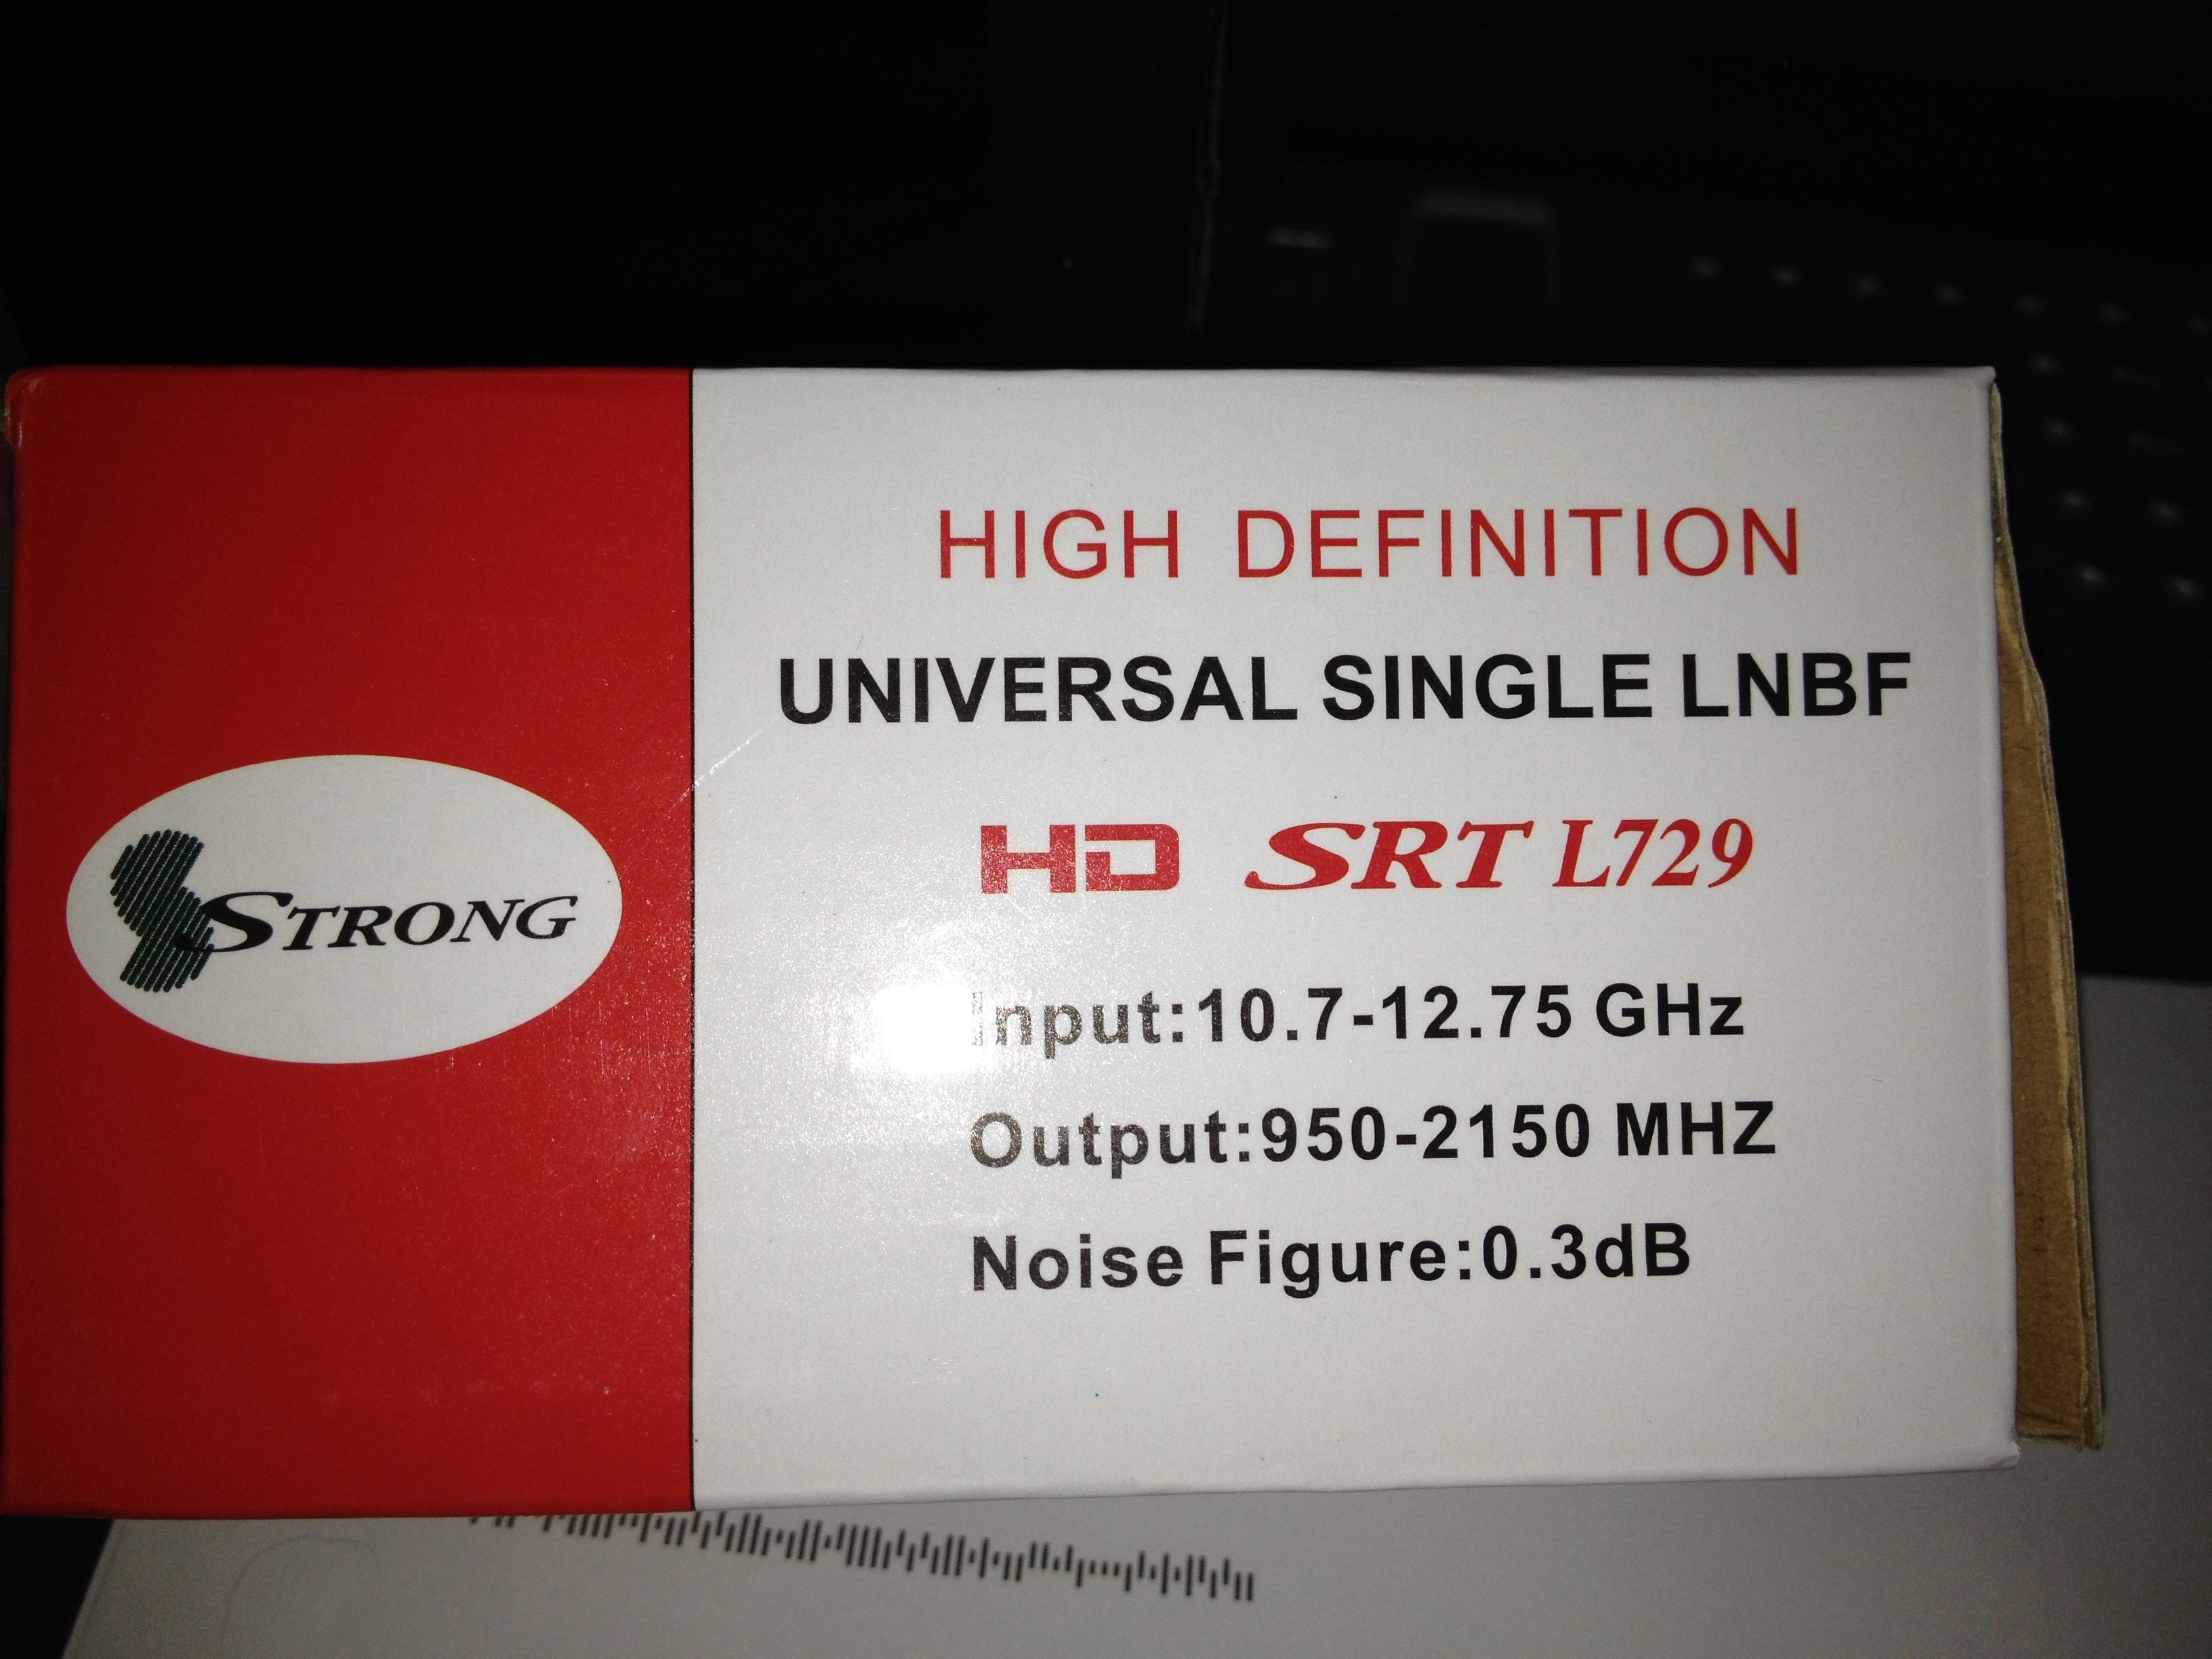 STRONG
HIGH DEFINITION
UNIVERSAL SINGLE LNBF
HD SRT L729
Input:10.7-12.75 GHz
Output:950-2150 MHZ
Noise Figure:0.3dB